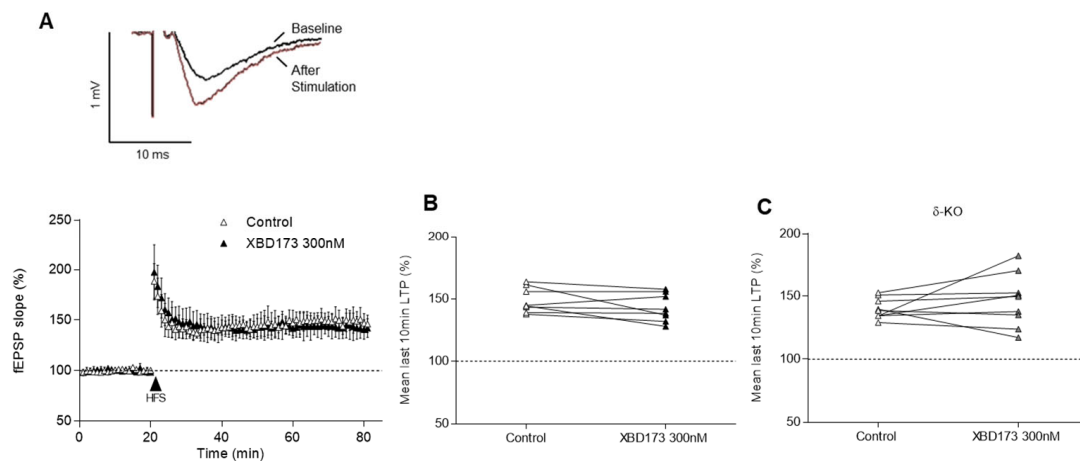 A
Baseline
After
Stimulation
1 mV
10 ms
250
200
150
100
50
fEPSP slope (%)
Control
XBD173 300nM
HFS
0
20
40
60
80
Time (min)
B
200
150
100
50
Mean last 10min LTP (%)
Control
XBD173 300nM
C
δ-KO
200
150
100
50
Mean last 10min LTP (%)
Control
XBD173 300nM